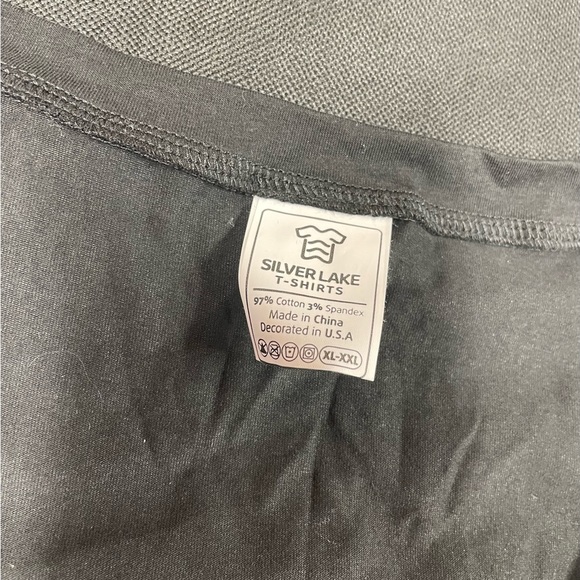 SILVER LAKE
T-SHIRTS
97% Cotton 3% Spandex
Made in China
Decorated in U.S.A
XL-XXL